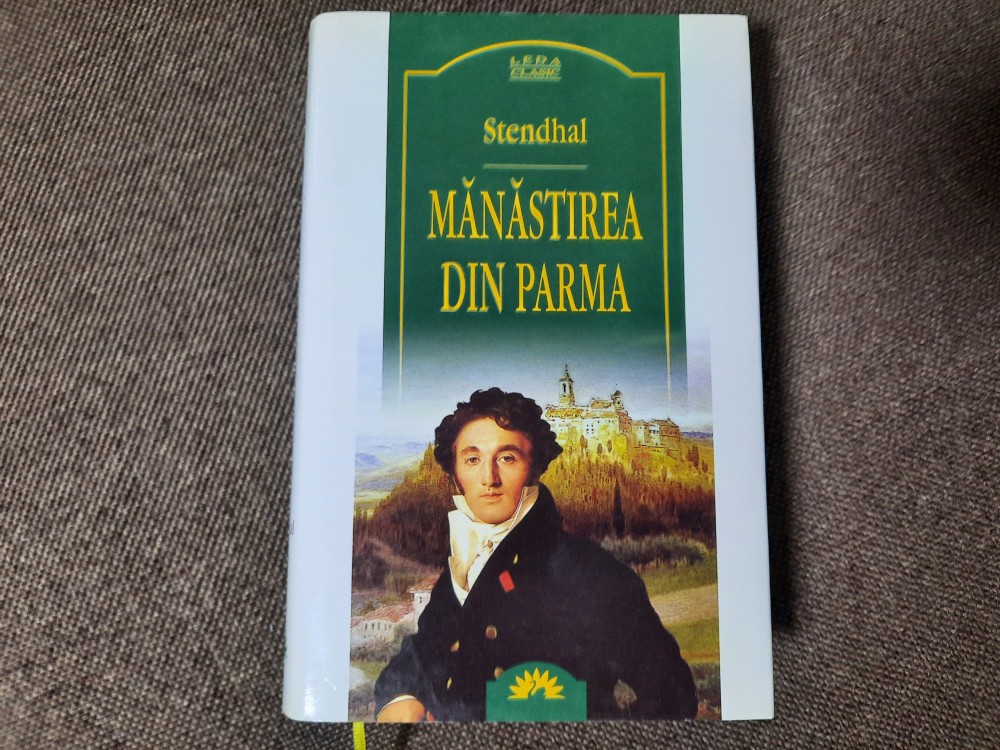 LEDA
CLASIC
Stendhal
MĂNĂSTIREA
DIN PARMA